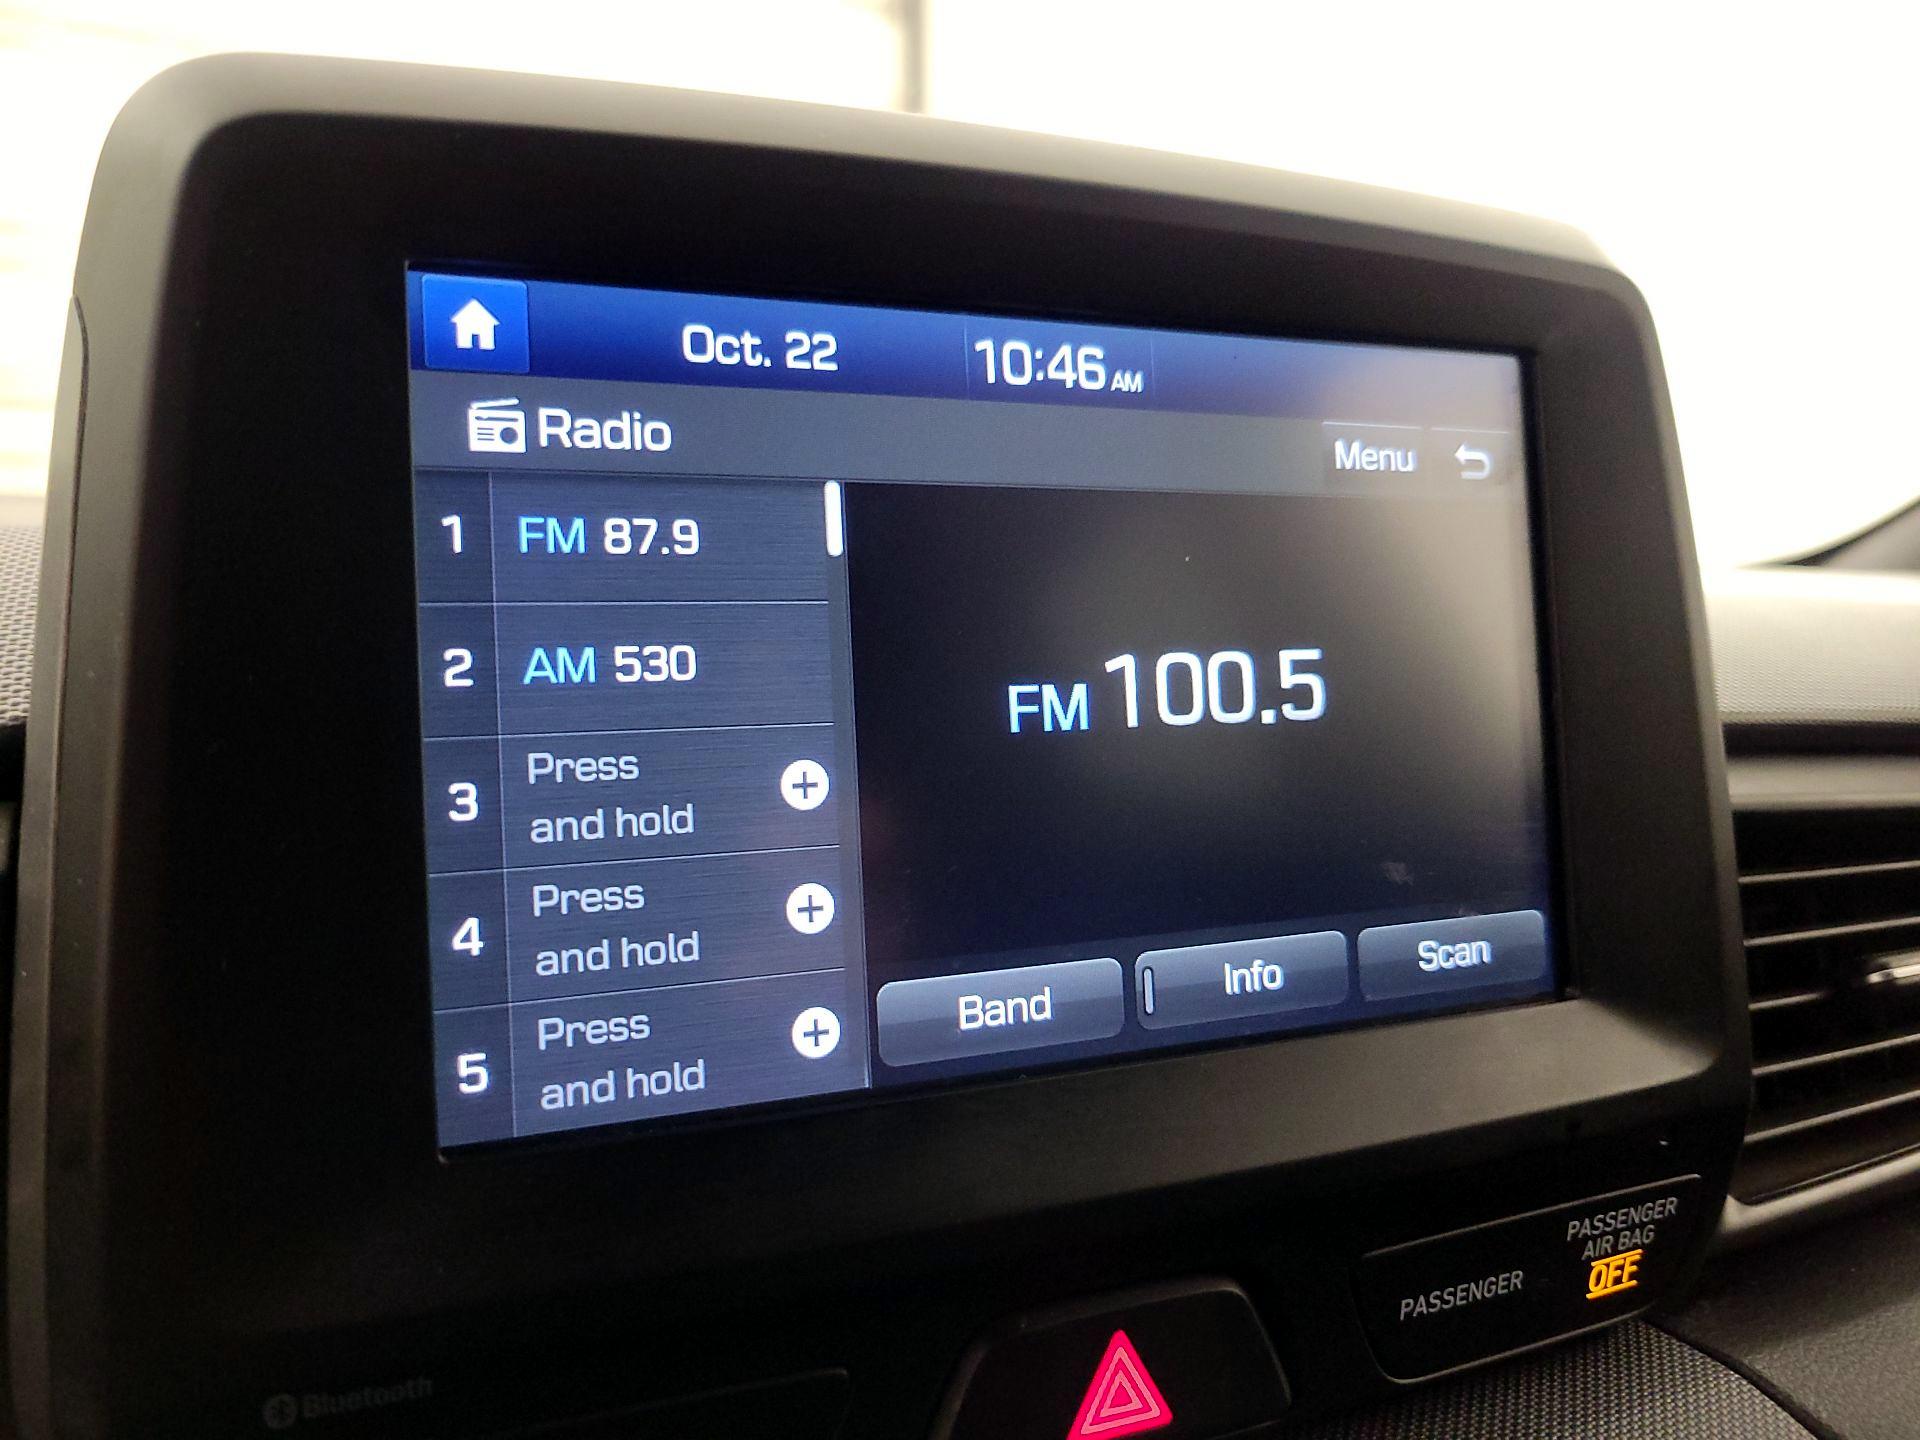 Oct. 22 10:46 AM
Radio
Menu
1 FM 87.9
2 AM 530
3 Press
and hold
4 Press
and hold
5 Press
and hold
FM 100.5
Band Info Scan
PASSENGER
PASSENGER
AIR BAG
OFF
Bluetooth